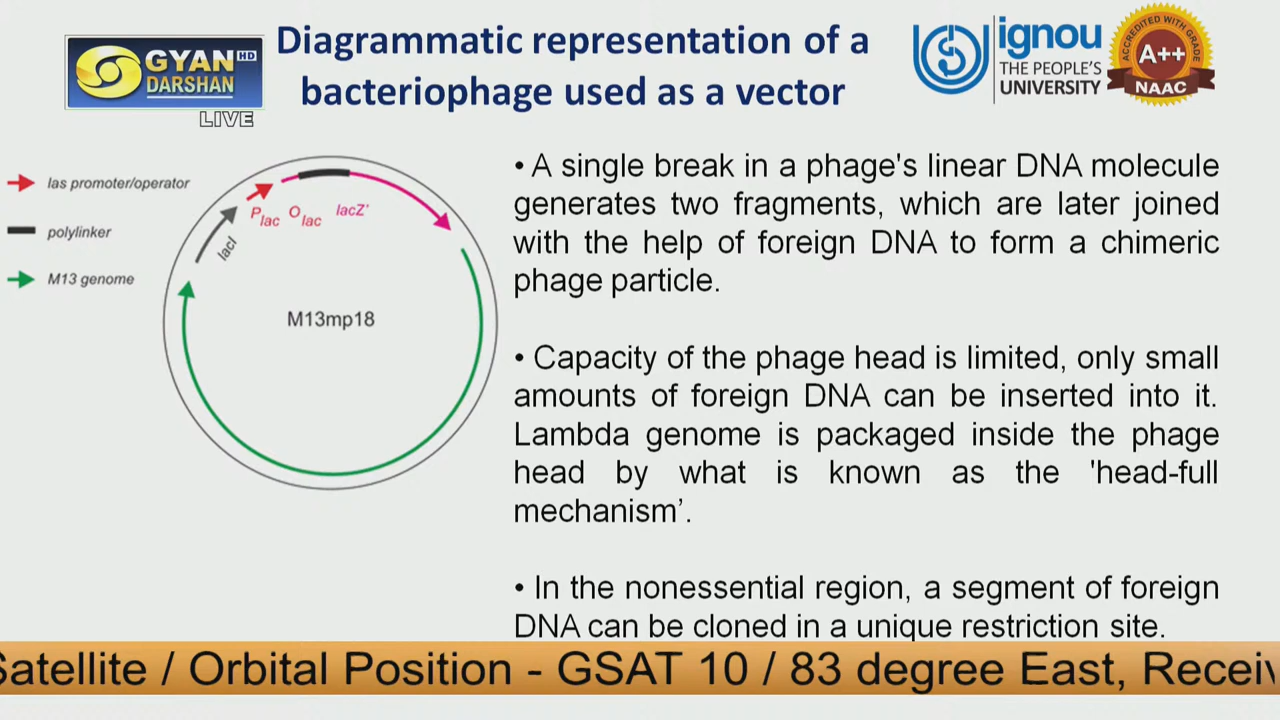 GYAN HD
DARSHAN
LIVE
Diagrammatic representation of a
bacteriophage used as a vector
ignou
THE PEOPLE'S
UNIVERSITY
ACCREDITED WITH GRADE
A++
NAAC
las promoter/operator
polylinker
M13 genome
lacI
Plac
Olac
lacZ'
M13mp18
• A single break in a phage's linear DNA molecule
generates two fragments, which are later joined
with the help of foreign DNA to form a chimeric
phage particle.
• Capacity of the phage head is limited, only small
amounts of foreign DNA can be inserted into it.
Lambda genome is packaged inside the phage
head by what is known as the 'head-full
mechanism’.
• In the nonessential region, a segment of foreign
DNA can be cloned in a unique restriction site.
Satellite / Orbital Position - GSAT 10 / 83 degree East, Receiv